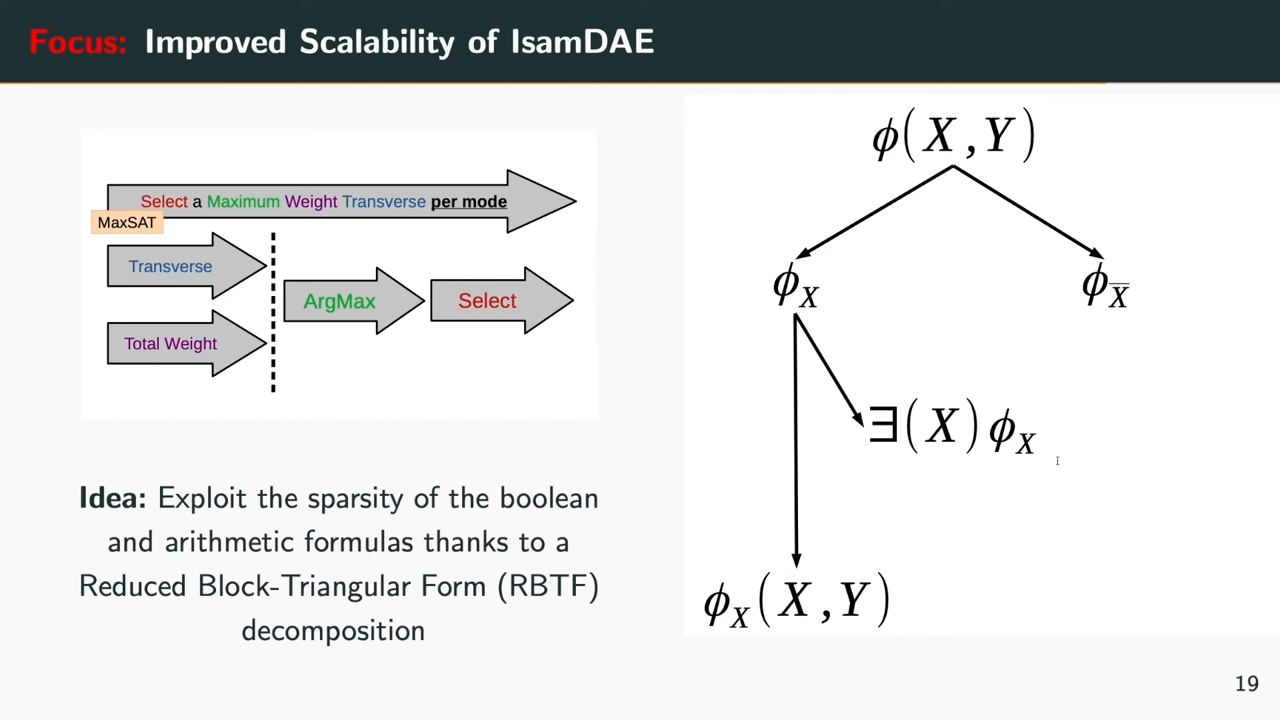 Focus: Improved Scalability of IsamDAE
Select a Maximum Weight Transverse per mode
MaxSAT
Transverse
ArgMax
Select
Total Weight
Idea: Exploit the sparsity of the boolean
and arithmetic formulas thanks to a
Reduced Block-Triangular Form (RBTF)
decomposition
ϕ(X,Y)
ϕ_X
ϕ_X̅
∃(X)ϕ_X
ϕ_X(X,Y)
19